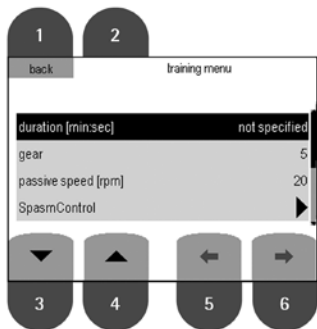 1 2
back training menu
duration [min:sec] not specified
gear 5
passive speed [rpm] 20
SpasmControl
3 4 5 6